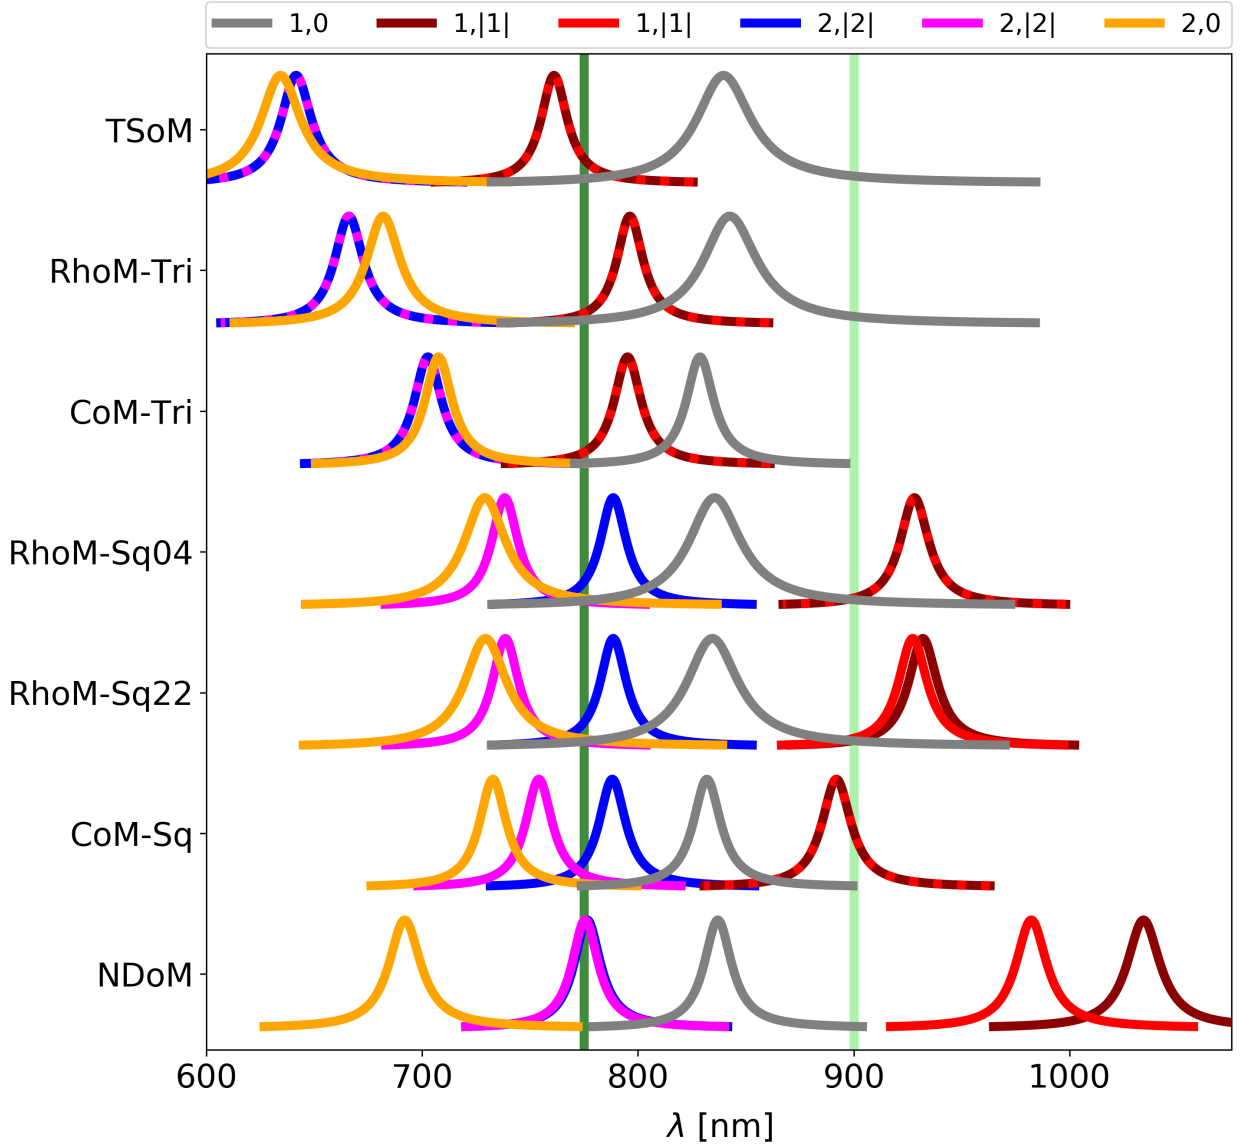 1,0 1,|1| 1,|1| 2,|2| 2,|2| 2,0
TSoM
RhoM-Tri
CoM-Tri
RhoM-Sq04
RhoM-Sq22
CoM-Sq
NDoM
600 700 800 900 1000
λ [nm]